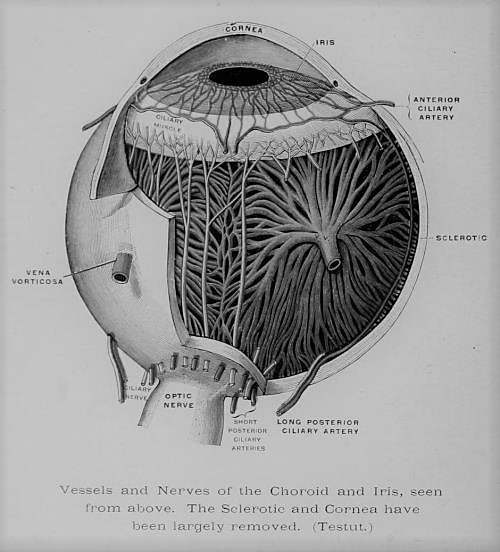 CORNEA
IRIS
ANTERIOR
CILIARY
ARTERY
CILIARY
MUSCLE
SCLEROTIC
VENA
VORTICOSA
CILIARY
NERVE
OPTIC
NERVE
SHORT
POSTERIOR
CILIARY
ARTERIES
LONG POSTERIOR
CILIARY ARTERY
Vessels and Nerves of the Choroid and Iris, seen
from above. The Sclerotic and Cornea have
been largely removed. (Testut.)